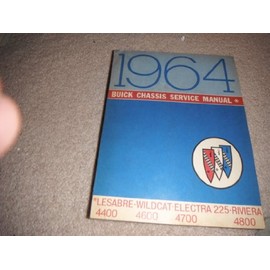 1964
BUICK CHASSIS SERVICE MANUAL *
*LESABRE·WILDCAT·ELECTRA 225·RIVIERA
4400 4600 4700 4800